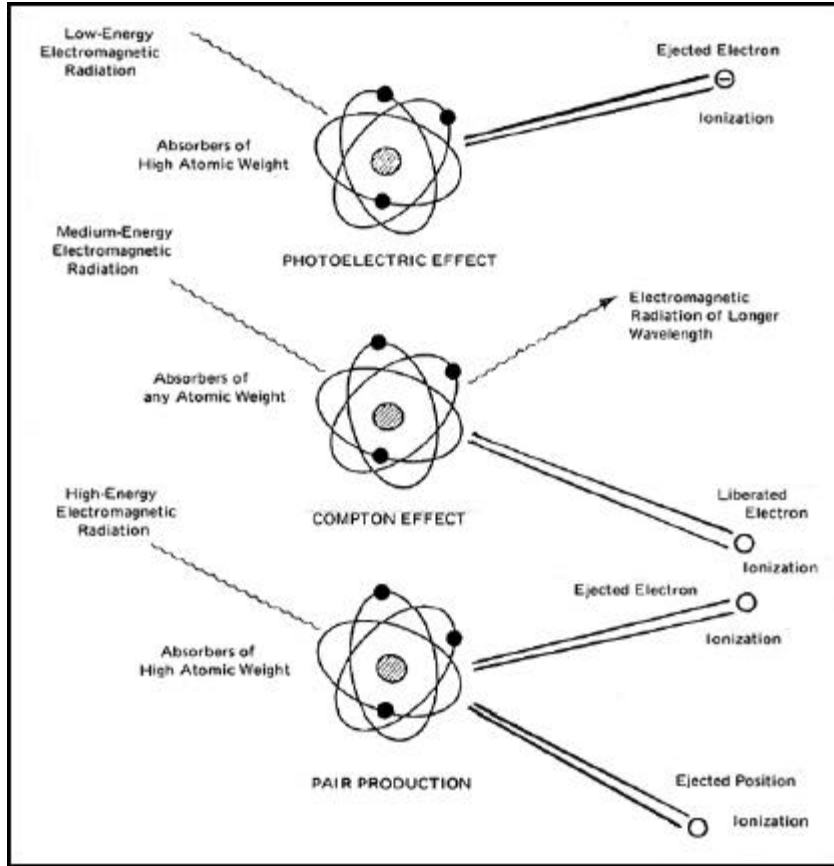 Low-Energy
Electromagnetic
Radiation
Absorbers of
High Atomic Weight
Ejected Electron
Ionization
PHOTOELECTRIC EFFECT
Medium-Energy
Electromagnetic
Radiation
Absorbers of
any Atomic Weight
Electromagnetic
Radiation of Longer
Wavelength
Liberated
Electron
Ionization
COMPTON EFFECT
High-Energy
Electromagnetic
Radiation
Absorbers of
High Atomic Weight
Ejected Electron
Ionization
Ejected Position
Ionization
PAIR PRODUCTION